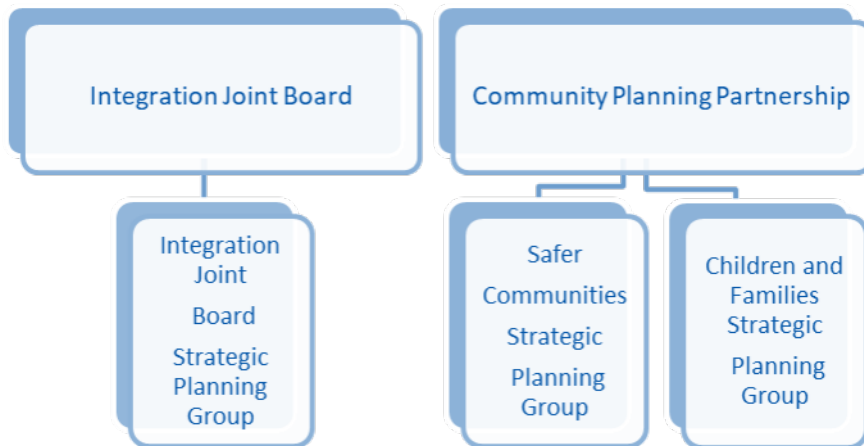 Integration Joint Board
Community Planning Partnership
Integration
Joint
Board
Strategic
Planning
Group
Safer
Communities
Strategic
Planning
Group
Children and
Families
Strategic
Planning
Group